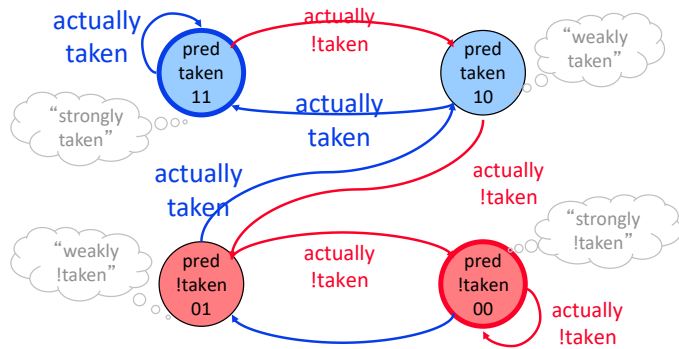 actually
taken
pred
taken
11
actually
!taken
pred
taken
10
“weakly
taken”
“strongly
taken”
actually
taken
actually
taken
actually
!taken
“weakly
!taken”
pred
!taken
01
actually
!taken
pred
!taken
00
“strongly
!taken”
actually
!taken